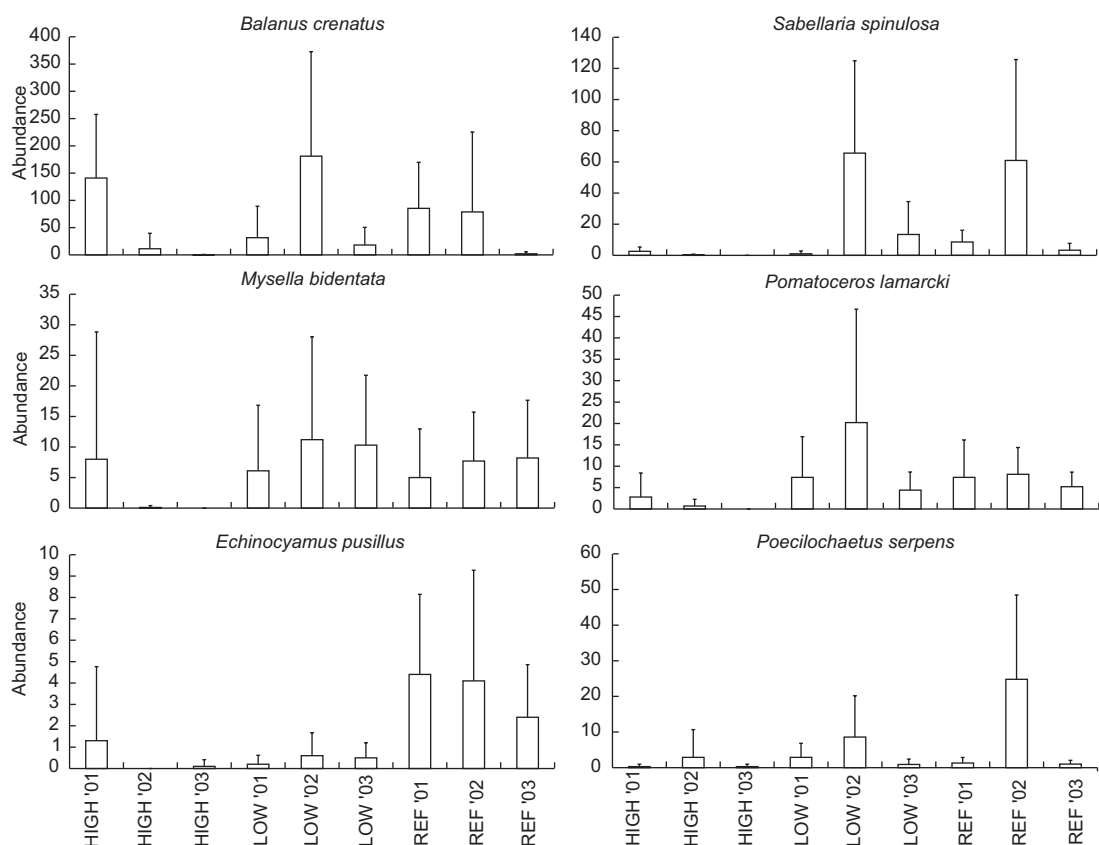 Balanus crenatus
Abundance
400
350
300
250
200
150
100
50
0
Sabellaria spinulosa
140
120
100
80
60
40
20
0
Mysella bidentata
Abundance
35
30
25
20
15
10
5
0
Pomatoceros lamarcki
50
45
40
35
30
25
20
15
10
5
0
Echinocyamus pusillus
Abundance
10
9
8
7
6
5
4
3
2
1
0
HIGH '01
HIGH '02
HIGH '03
LOW '01
LOW '02
LOW '03
REF '01
REF '02
REF '03
Poecilochaetus serpens
60
50
40
30
20
10
0
HIGH '01
HIGH '02
HIGH '03
LOW '01
LOW '02
LOW '03
REF '01
REF '02
REF '03